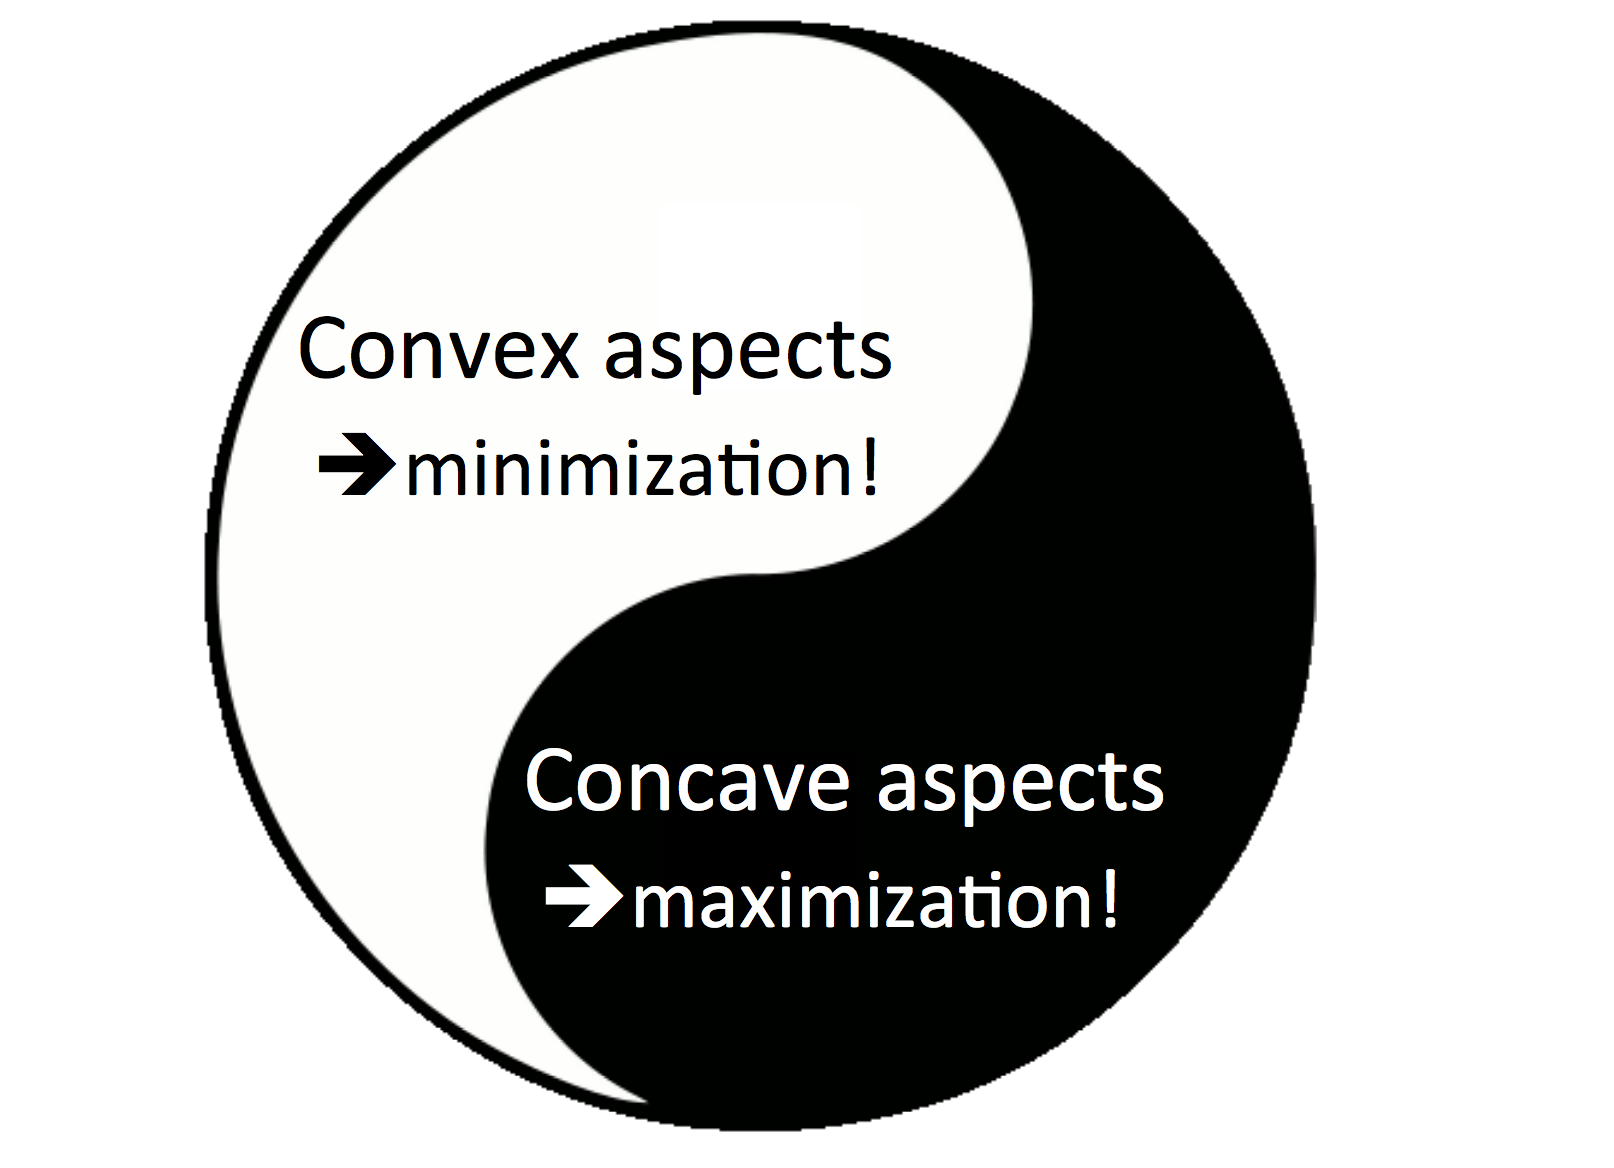 Convex aspects
➔minimization!
Concave aspects
➔maximization!